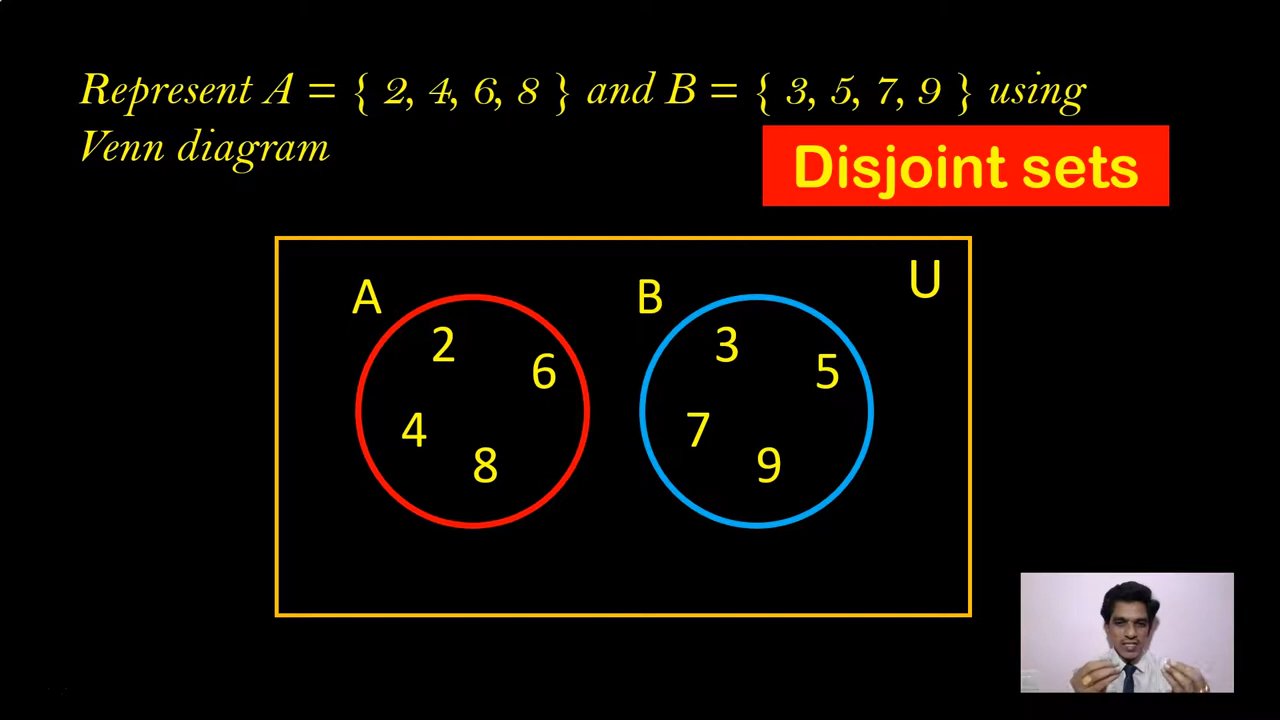 Represent A = { 2, 4, 6, 8 } and B = { 3, 5, 7, 9 } using
Venn diagram
Disjoint sets
A
B
U
2
6
4
8
3
5
7
9